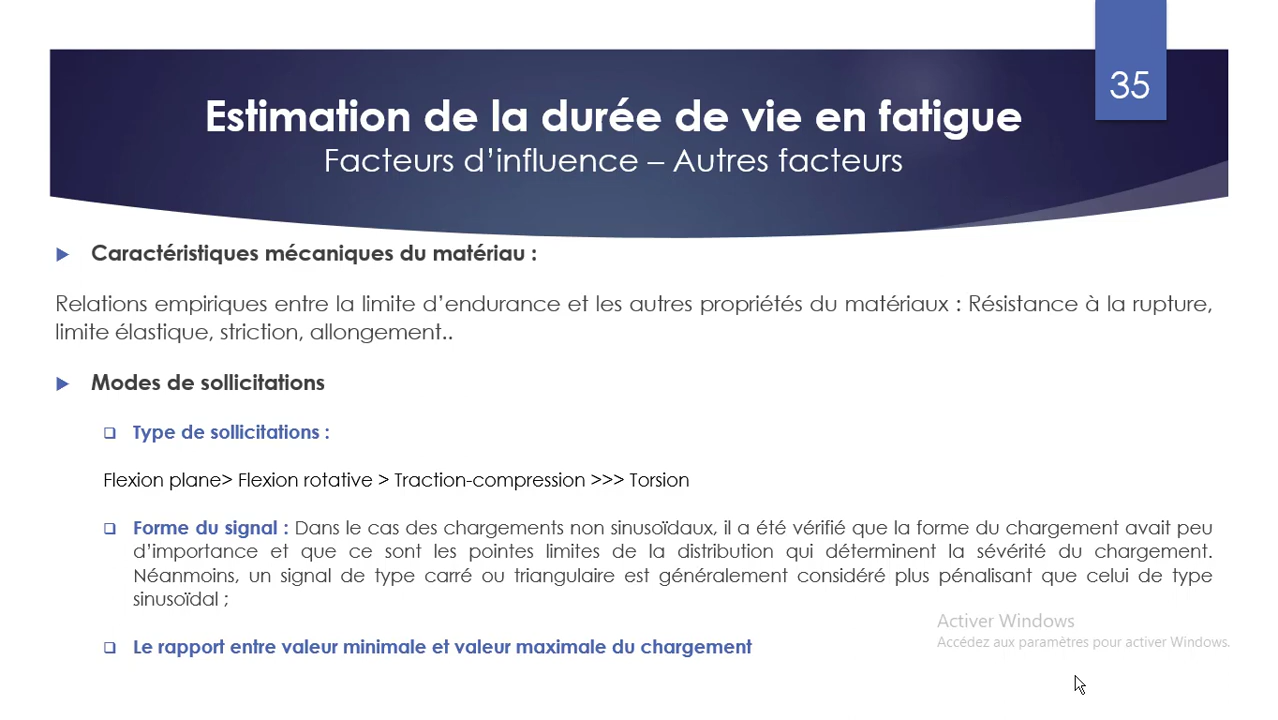 35
Estimation de la durée de vie en fatigue
Facteurs d’influence – Autres facteurs
Caractéristiques mécaniques du matériau :
Relations empiriques entre la limite d’endurance et les autres propriétés du matériaux : Résistance à la rupture,
limite élastique, striction, allongement..
Modes de sollicitations
Type de sollicitations :
Flexion plane> Flexion rotative > Traction-compression >>> Torsion
Forme du signal : Dans le cas des chargements non sinusoïdaux, il a été vérifié que la forme du chargement avait peu
d’importance et que ce sont les pointes limites de la distribution qui déterminent la sévérité du chargement.
Néanmoins, un signal de type carré ou triangulaire est généralement considéré plus pénalisant que celui de type
sinusoïdal ;
Le rapport entre valeur minimale et valeur maximale du chargement
Activer Windows
Accédez aux paramètres pour activer Windows.